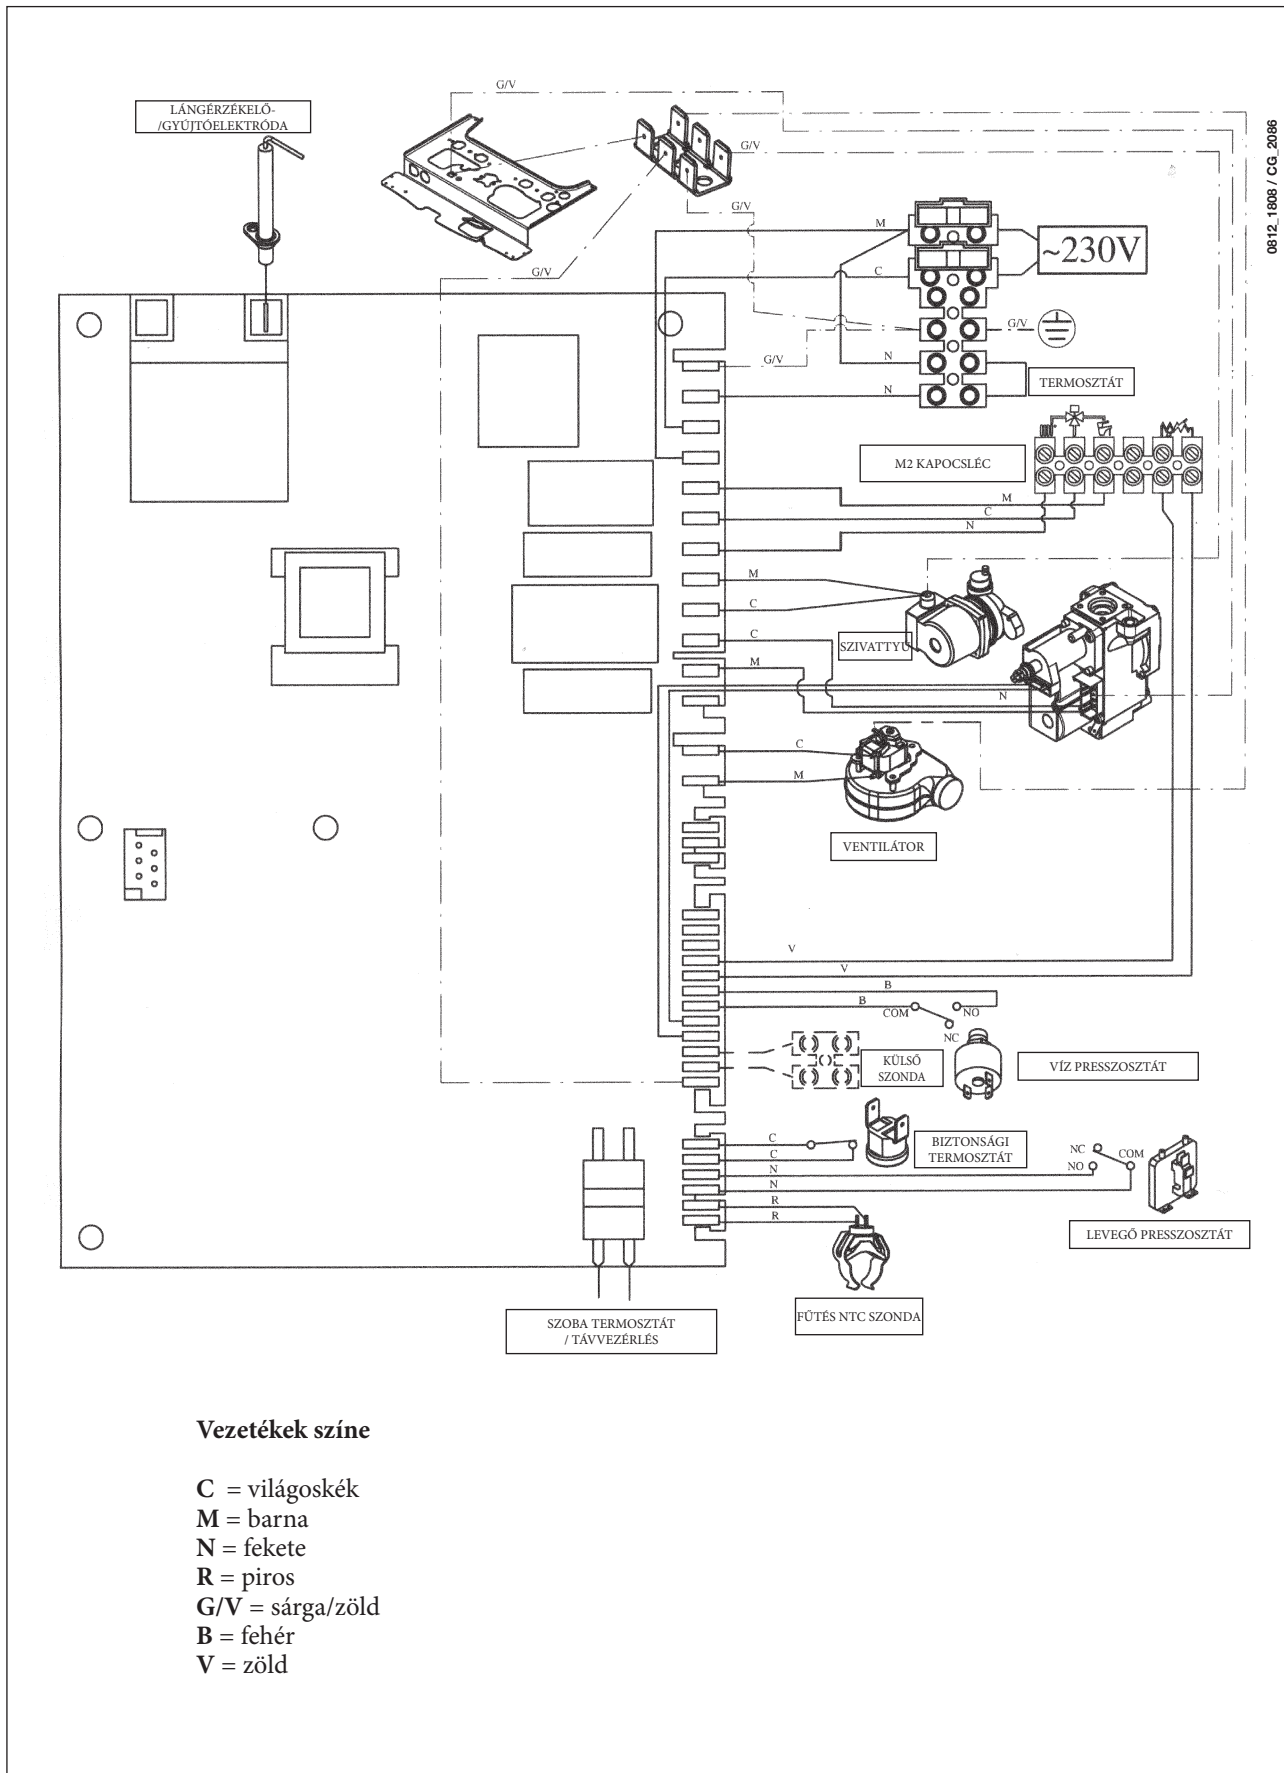 G/V
LÁNGÉRZÉKELŐ-
/GYÚJTÓELEKTRÓDA
0812_1808 / CG_2086
G/V
G/V
M
~230V
G/V
C
G/V
G/V
N
TERMOSZTÁT
N
M2 KAPOCSLÉC
M
C
N
M
C
C
SZIVATTYÚ
M
N
C
M
VENTILÁTOR
V
V
B
B
COM
NO
NC
KÜLSŐ
SZONDA
VÍZ PRESSZOSZTÁT
C
C
BIZTONSÁGI
TERMOSZTÁT
NC
COM
NO
N
N
R
R
LEVEGŐ PRESSZOSZTÁT
FŰTÉS NTC SZONDA
SZOBA TERMOSZTÁT
/ TÁVVEZÉRLÉS
Vezetékek színe
C = világoskék
M = barna
N = fekete
R = piros
G/V = sárga/zöld
B = fehér
V = zöld